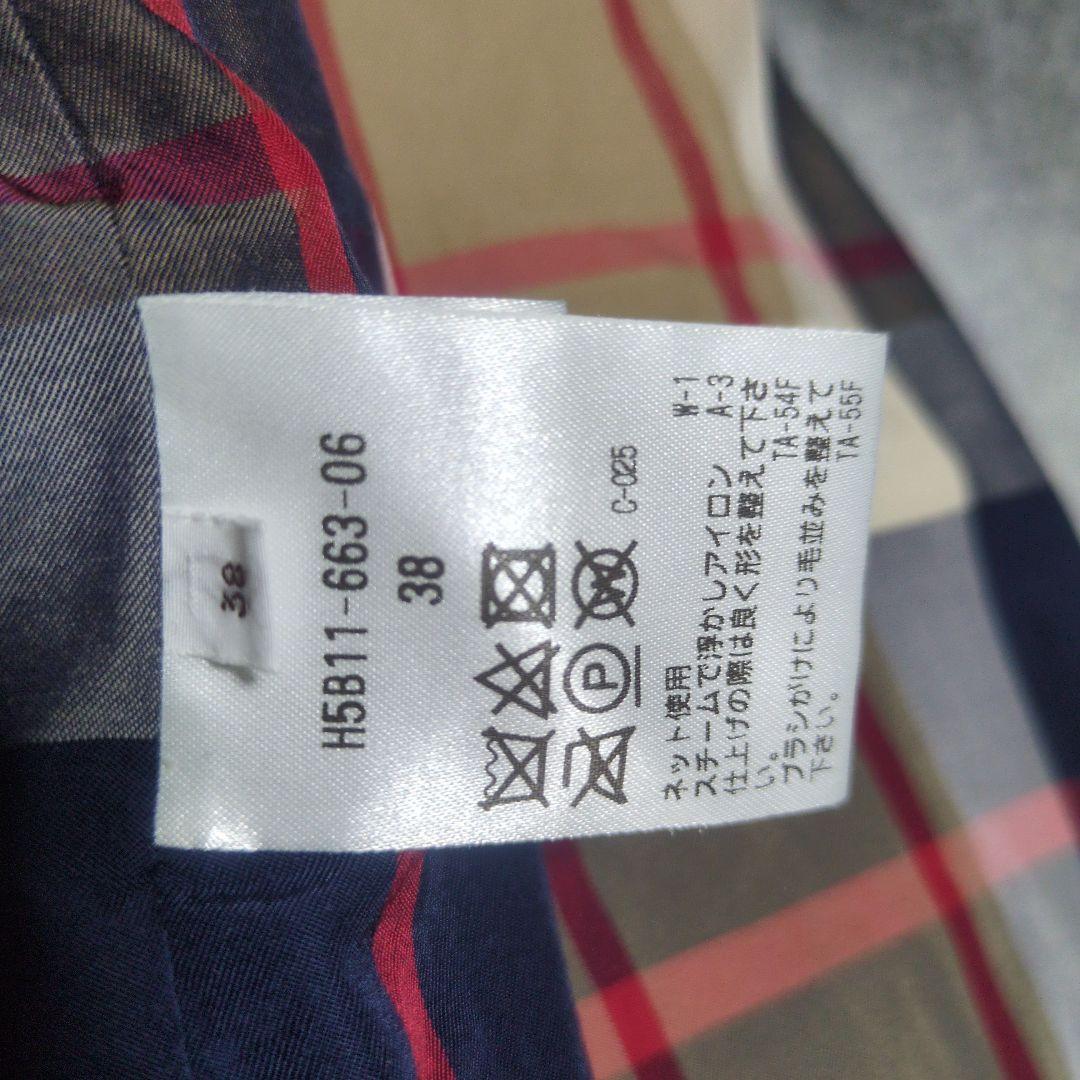 38
H5B11-663-06
38
P
W
C-025
ネット使用 W-1
スチームで浮かしアイロン A-3
仕上げの際は良く形を整えて下さ
い。 TA-54F
ブラシがけにより毛並みを整えて
下さい。 TA-55F